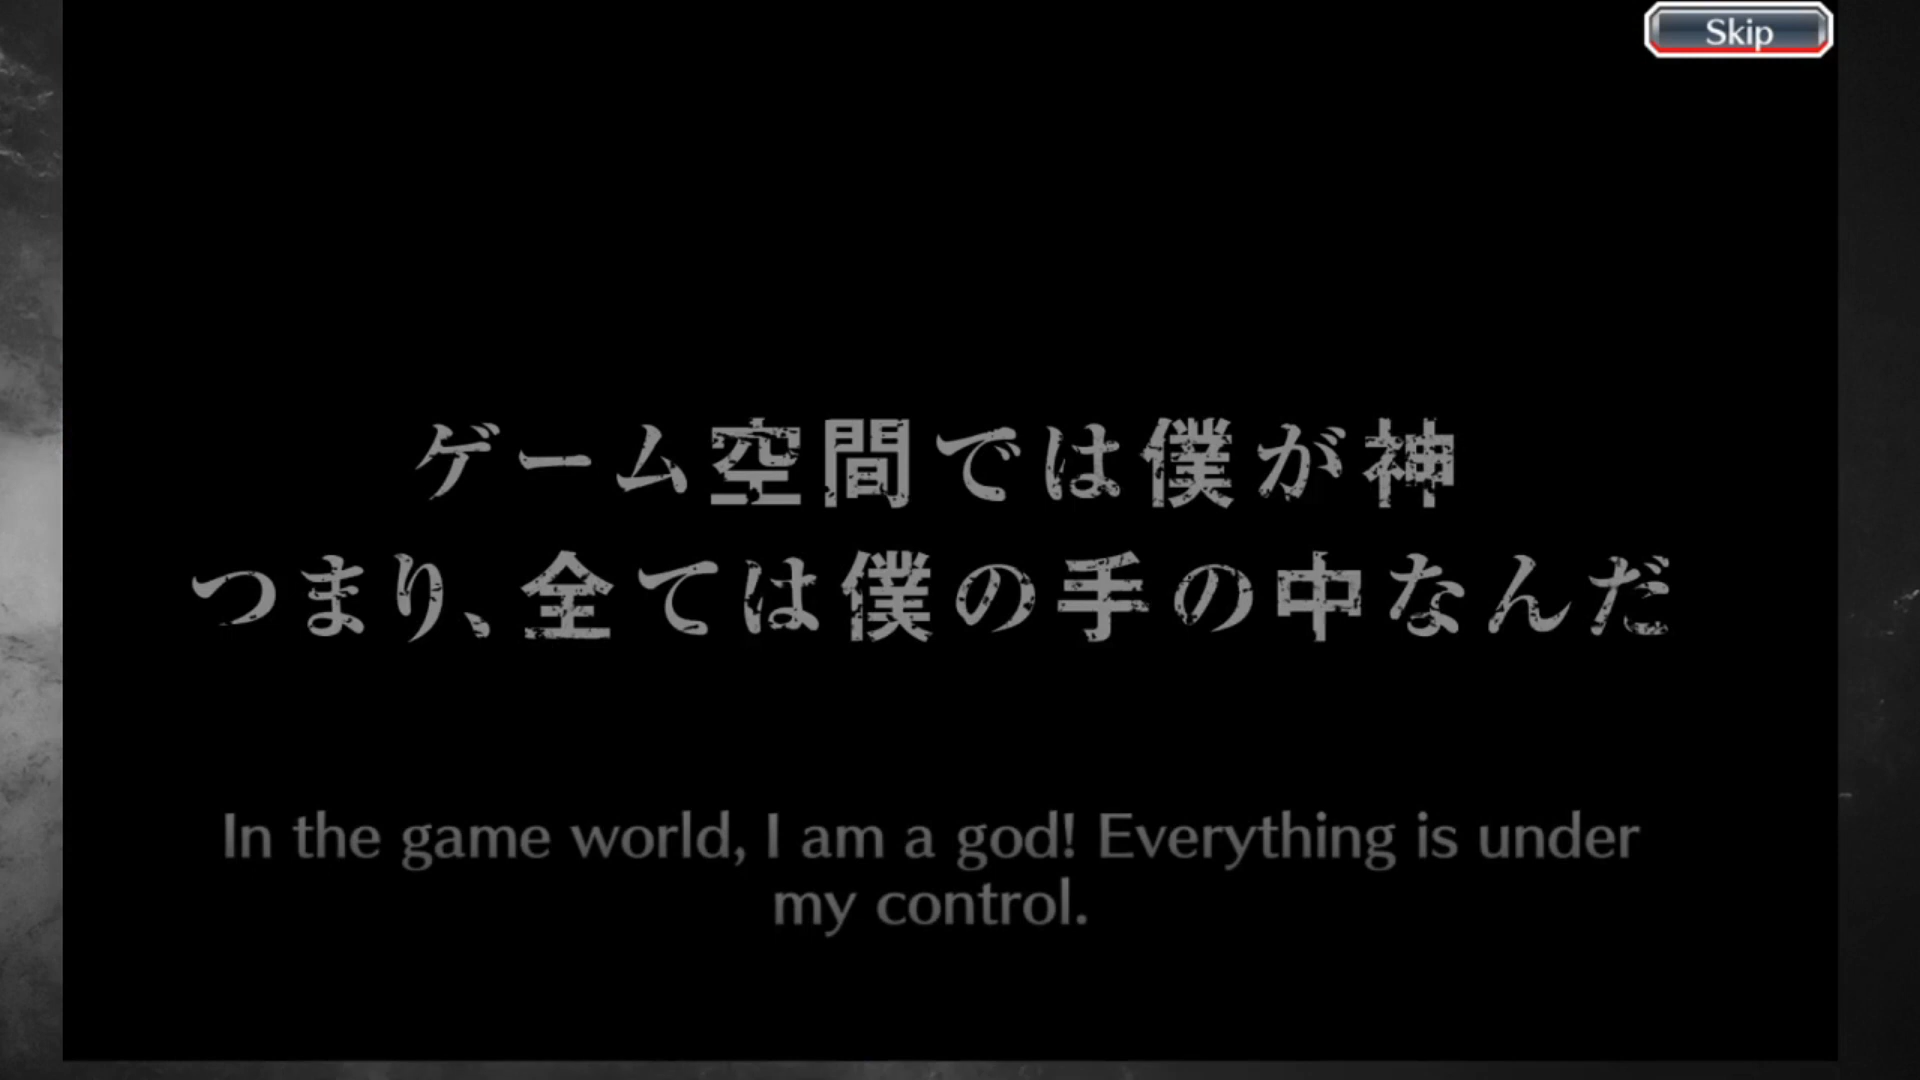 Skip
ゲーム空間では僕が神
つまり、全ては僕の手の中なんだ
In the game world, I am a god! Everything is under
my control.